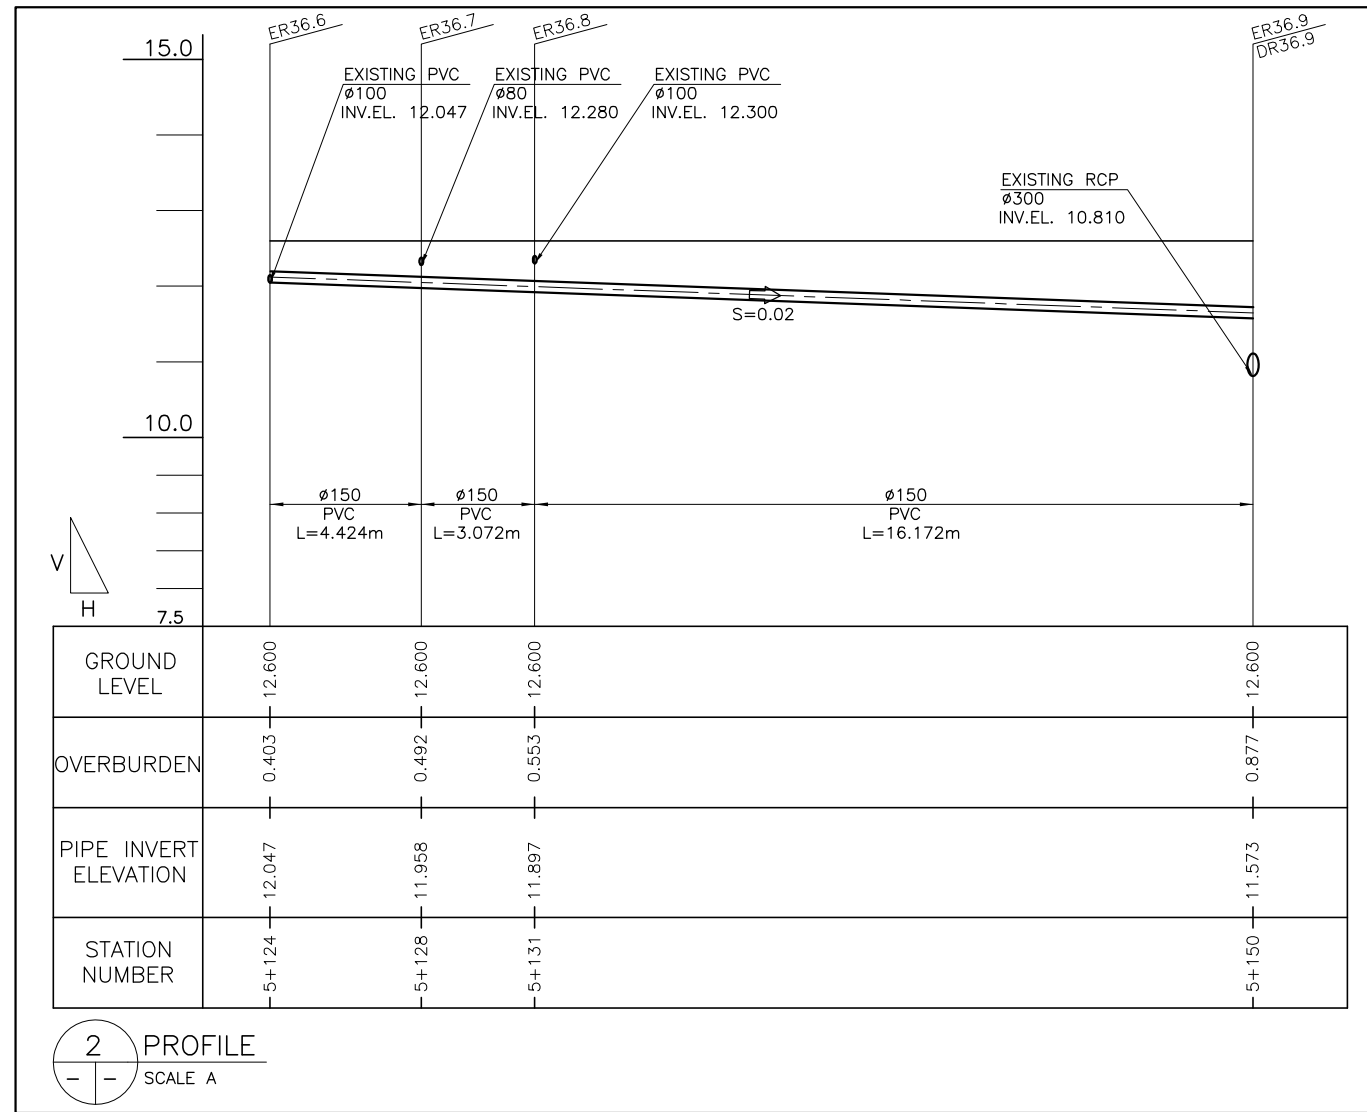 ER36.6
ER36.7
ER36.8
ER36.9
DR36.9
15.0
EXISTING PVC
ø100
INV.EL. 12.047
EXISTING PVC
ø80
INV.EL. 12.280
EXISTING PVC
ø100
INV.EL. 12.300
EXISTING RCP
ø300
INV.EL. 10.810
S=0.02
10.0
ø150
PVC
L=4.424m
ø150
PVC
L=3.072m
ø150
PVC
L=16.172m
V
H
7.5
GROUND
LEVEL
12.600
12.600
12.600
12.600
OVERBURDEN
0.403
0.492
0.553
0.877
PIPE INVERT
ELEVATION
12.047
11.958
11.897
11.573
STATION
NUMBER
5+124
5+128
5+131
5+150
2
- -
PROFILE
SCALE A